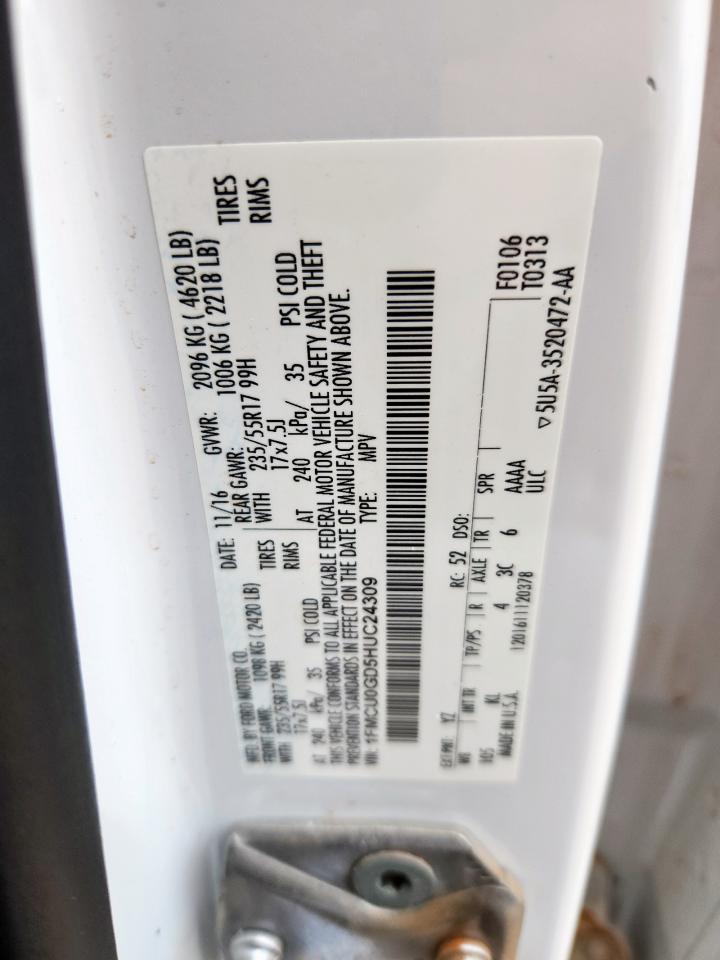 MFD. BY FORD MOTOR CO.
DATE: 11/16 GVWR: 2096 KG ( 4620 LB)
FRONT GAWR: 1098 KG ( 2420 LB) REAR GAWR: 1006 KG ( 2218 LB)
WITH 235/55R17 99H TIRES WITH 235/55R17 99H TIRES
17x7.5J RIMS 17x7.5J RIMS
AT 240 kPa/ 35 PSI COLD AT 240 kPa/ 35 PSI COLD
THIS VEHICLE CONFORMS TO ALL APPLICABLE FEDERAL MOTOR VEHICLE SAFETY AND THEFT
PREVENTION STANDARDS IN EFFECT ON THE DATE OF MANUFACTURE SHOWN ABOVE.
VIN: 1FMCU0GD5HUC24309 TYPE: MPV
EXT PNT: YZ RC: 52 DSO: F0106
WB INT TR TP/PS R AXLE TR SPR T0313
105 KL 4 3C 6 AAAA
MADE IN U.S.A. 1201611120378 ULC
▽5U5A-3520472-AA